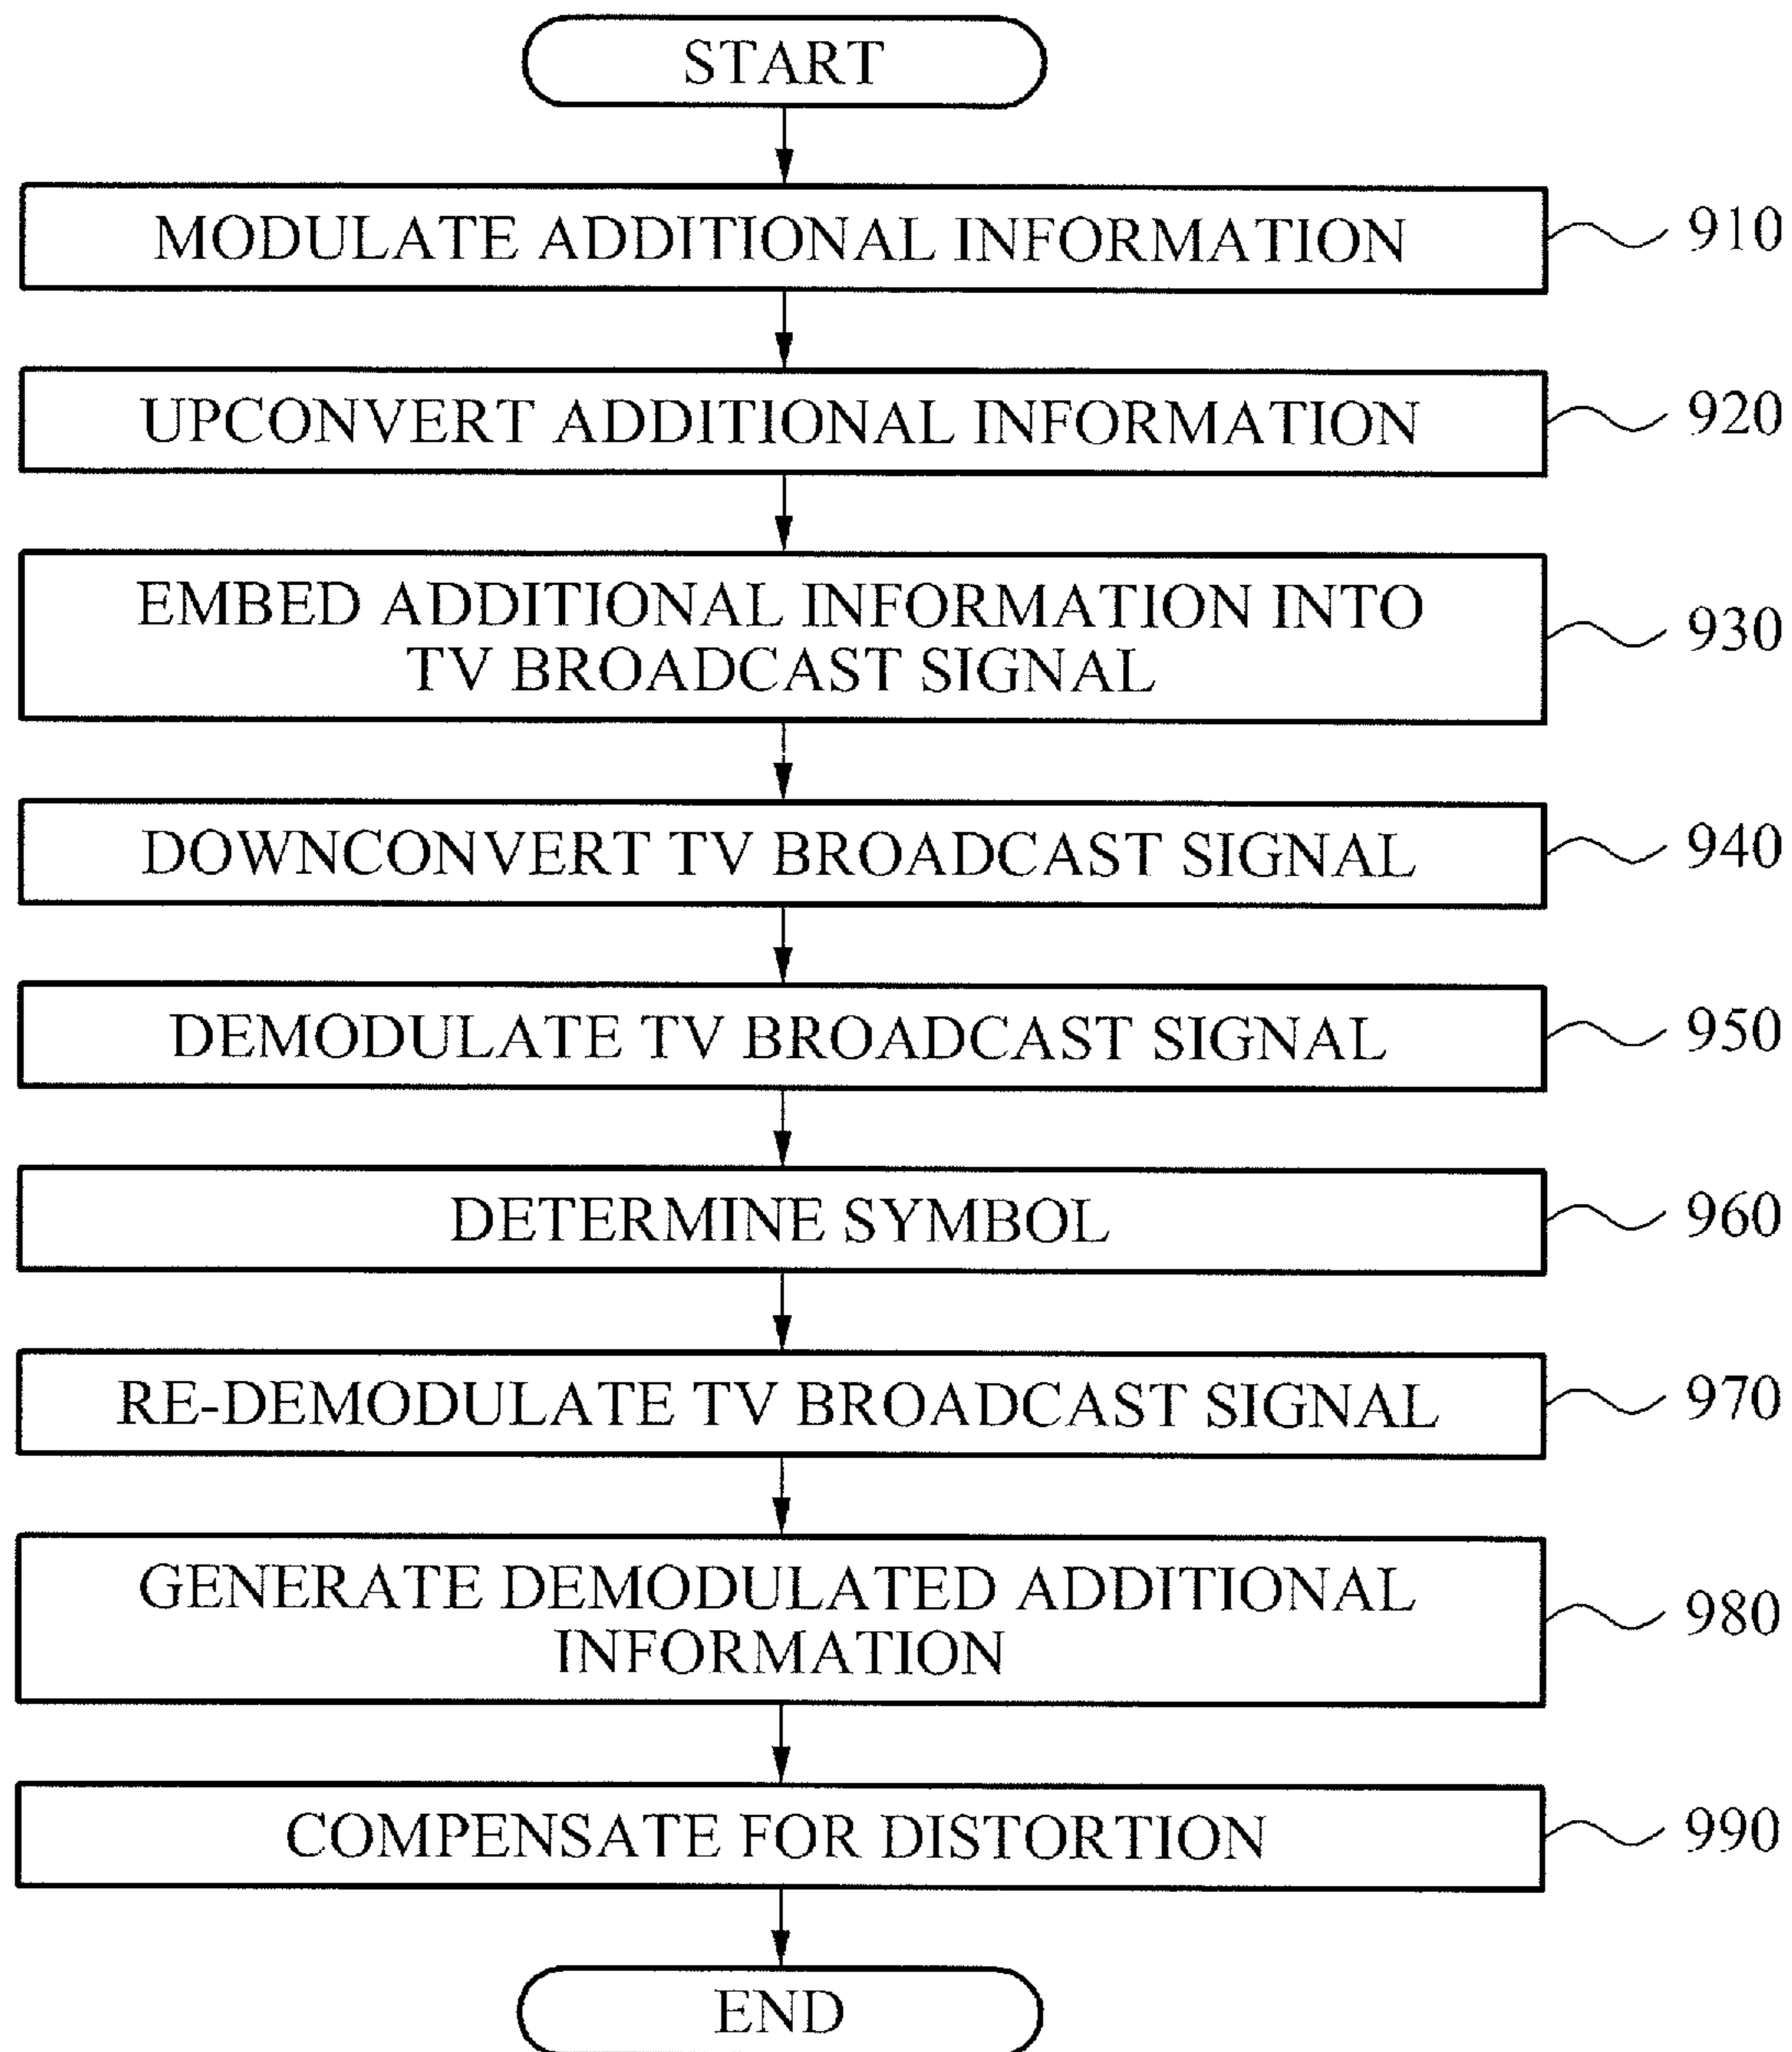 START
MODULATE ADDITIONAL INFORMATION
910
UPCONVERT ADDITIONAL INFORMATION
920
EMBED ADDITIONAL INFORMATION INTO
TV BROADCAST SIGNAL
930
DOWNCONVERT TV BROADCAST SIGNAL
940
DEMODULATE TV BROADCAST SIGNAL
950
DETERMINE SYMBOL
960
RE-DEMODULATE TV BROADCAST SIGNAL
970
GENERATE DEMODULATED ADDITIONAL
INFORMATION
980
COMPENSATE FOR DISTORTION
990
END